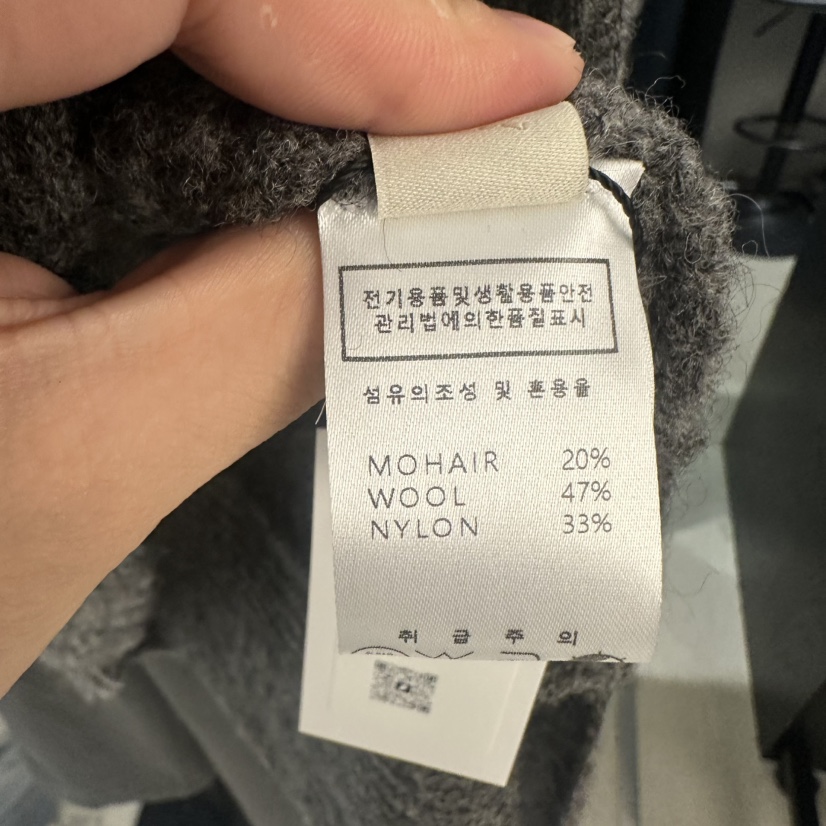 전기용품및생활용품안전
관리법에의한품질표시
섬유의조성 및 혼용율
MOHAIR 20%
WOOL 47%
NYLON 33%
취급주의